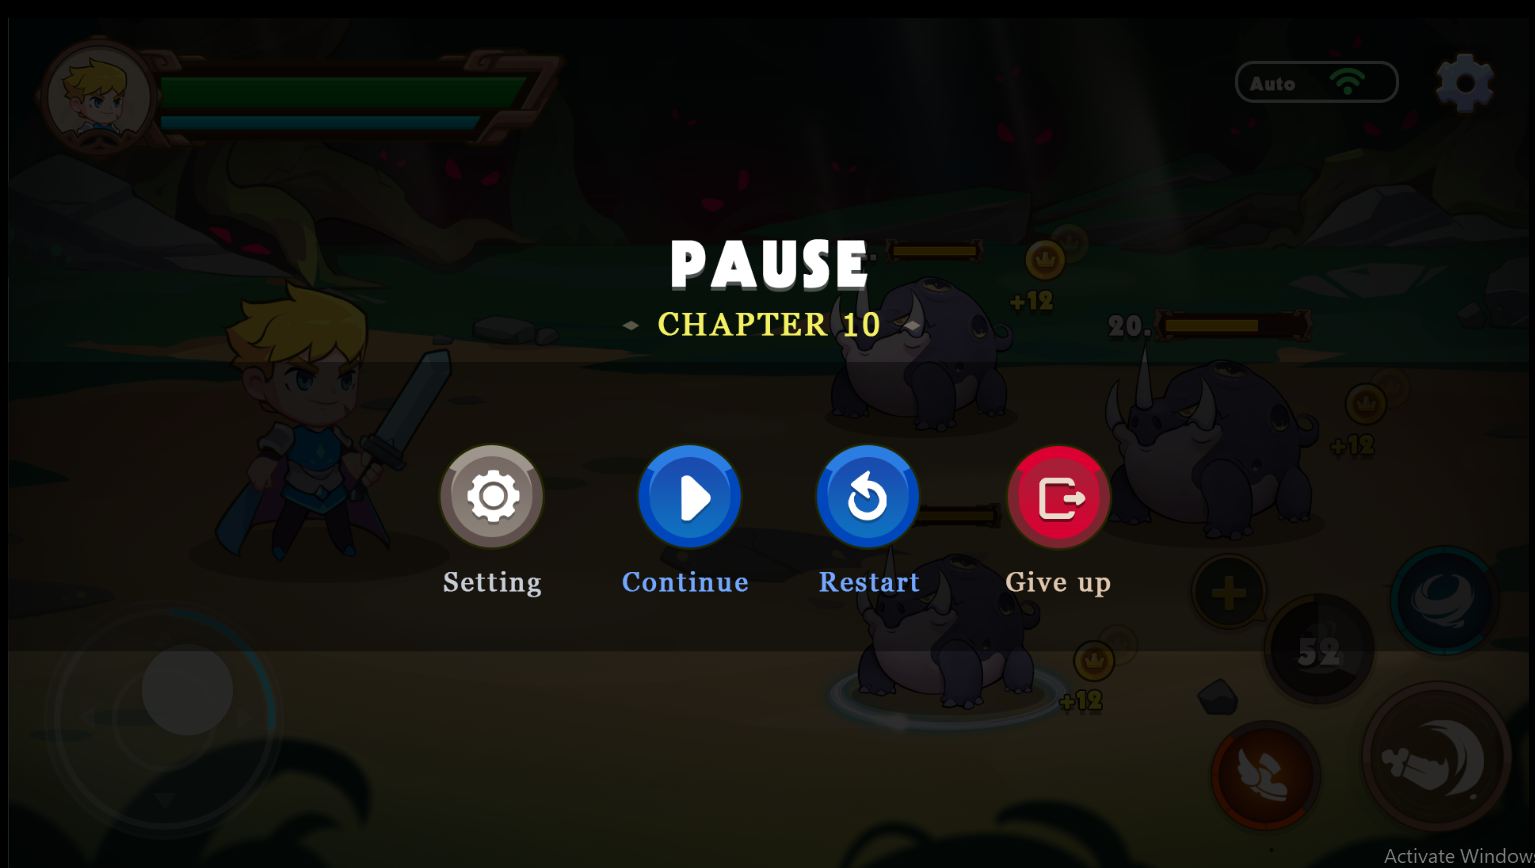 Auto
PAUSE
CHAPTER 10
+12
20.
+12
Setting
Continue
Restart
Give up
52
+12
Activate Window